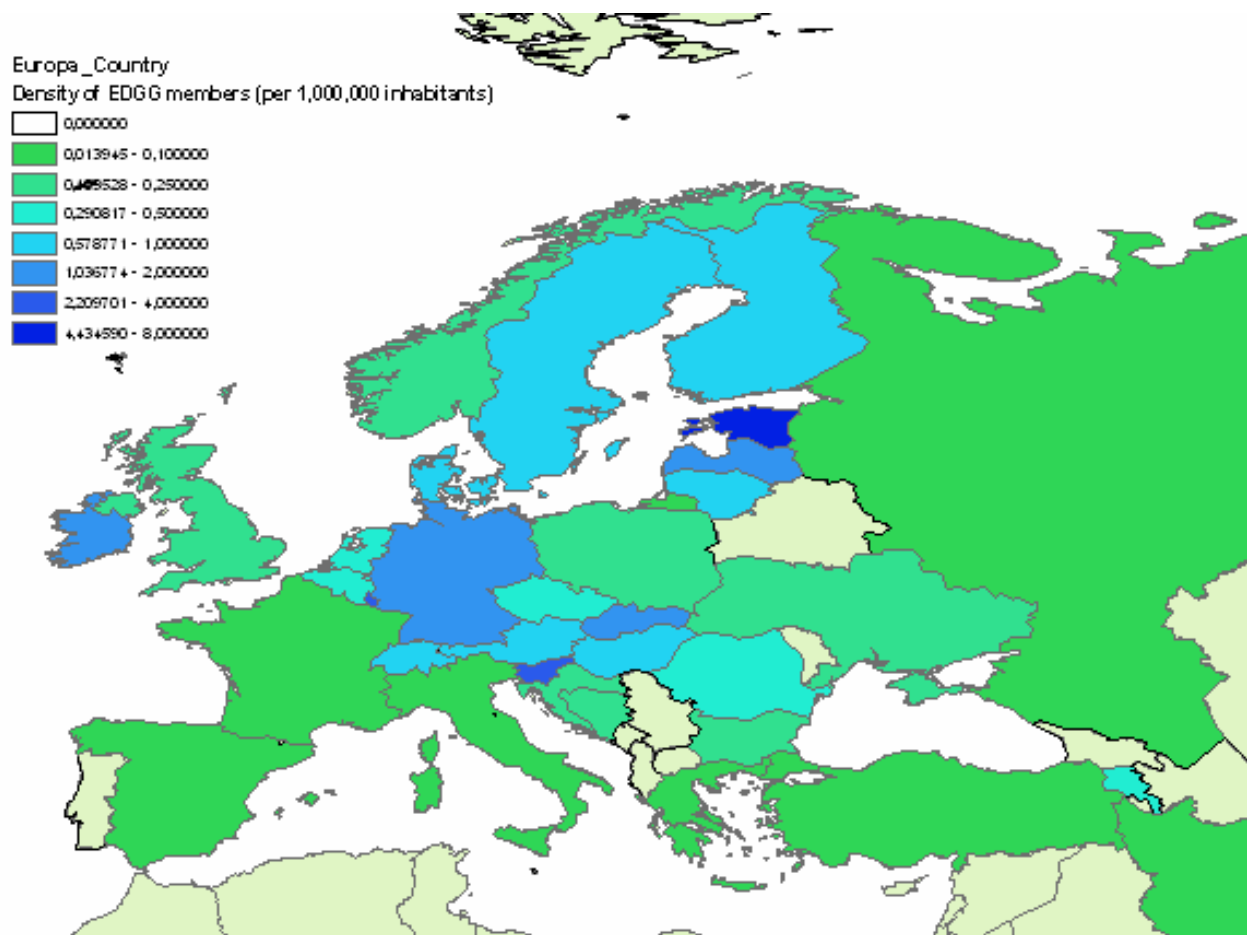 Europa_Country
Density of EDGG members (per 1,000,000 inhabitants)
0,000000
0,013945 - 0,100000
- 0,250000
0,290817 - 0,500000
0,578771 - 1,000000
1,036774 - 2,000000
2,209701 - 4,000000
4,434590 - 8,000000